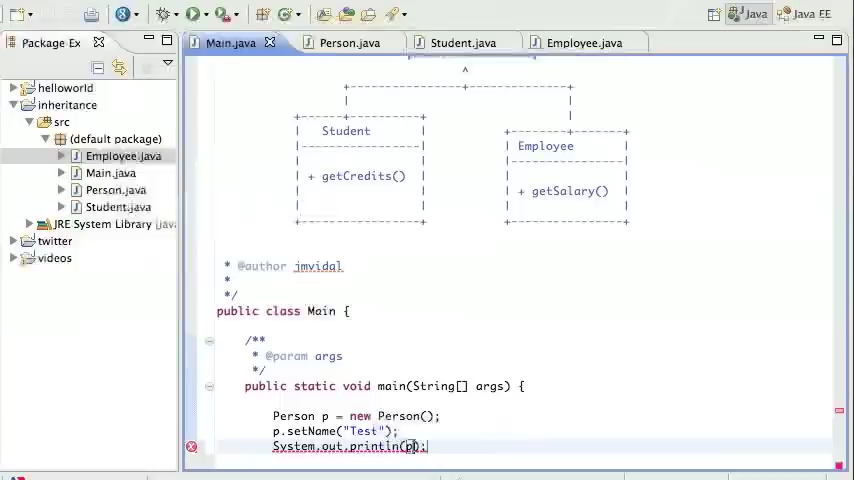 Java
Java EE
Package Ex
Main.java
Person.java
Student.java
Employee.java
helloworld
inheritance
src
(default package)
Employee.java
Main.java
Person.java
Student.java
JRE System Library [java
twitter
videos
Student
Employee
+ getCredits()
+ getSalary()
* @author jmvidal
*
*/
public class Main {
/**
* @param args
*/
public static void main(String[] args) {
Person p = new Person();
p.setName("Test");
System.out.println(p);